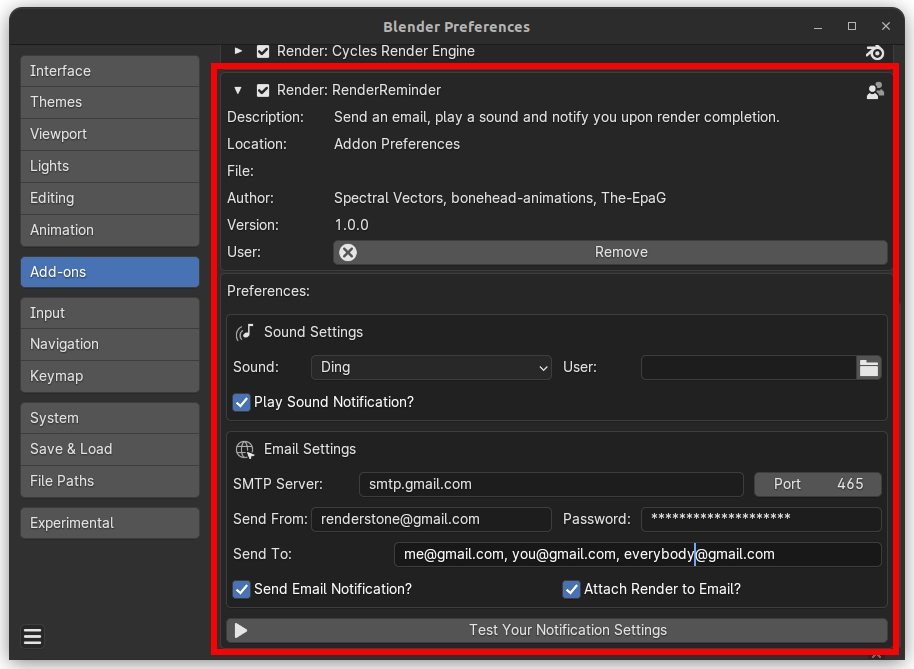 Blender Preferences
Render: Cycles Render Engine
Interface
Themes
Viewport
Lights
Editing
Animation
Add-ons
Input
Navigation
Keymap
System
Save & Load
File Paths
Experimental
Render: RenderReminder
Description: Send an email, play a sound and notify you upon render completion.
Location: Addon Preferences
File:
Author: Spectral Vectors, bonehead-animations, The-EpaG
Version: 1.0.0
User: Remove
Preferences:
Sound Settings
Sound: Ding User:
Play Sound Notification?
Email Settings
SMTP Server: smtp.gmail.com Port 465
Send From: renderstone@gmail.com Password: ********************
Send To: me@gmail.com, you@gmail.com, everybody@gmail.com
Send Email Notification? Attach Render to Email?
Test Your Notification Settings